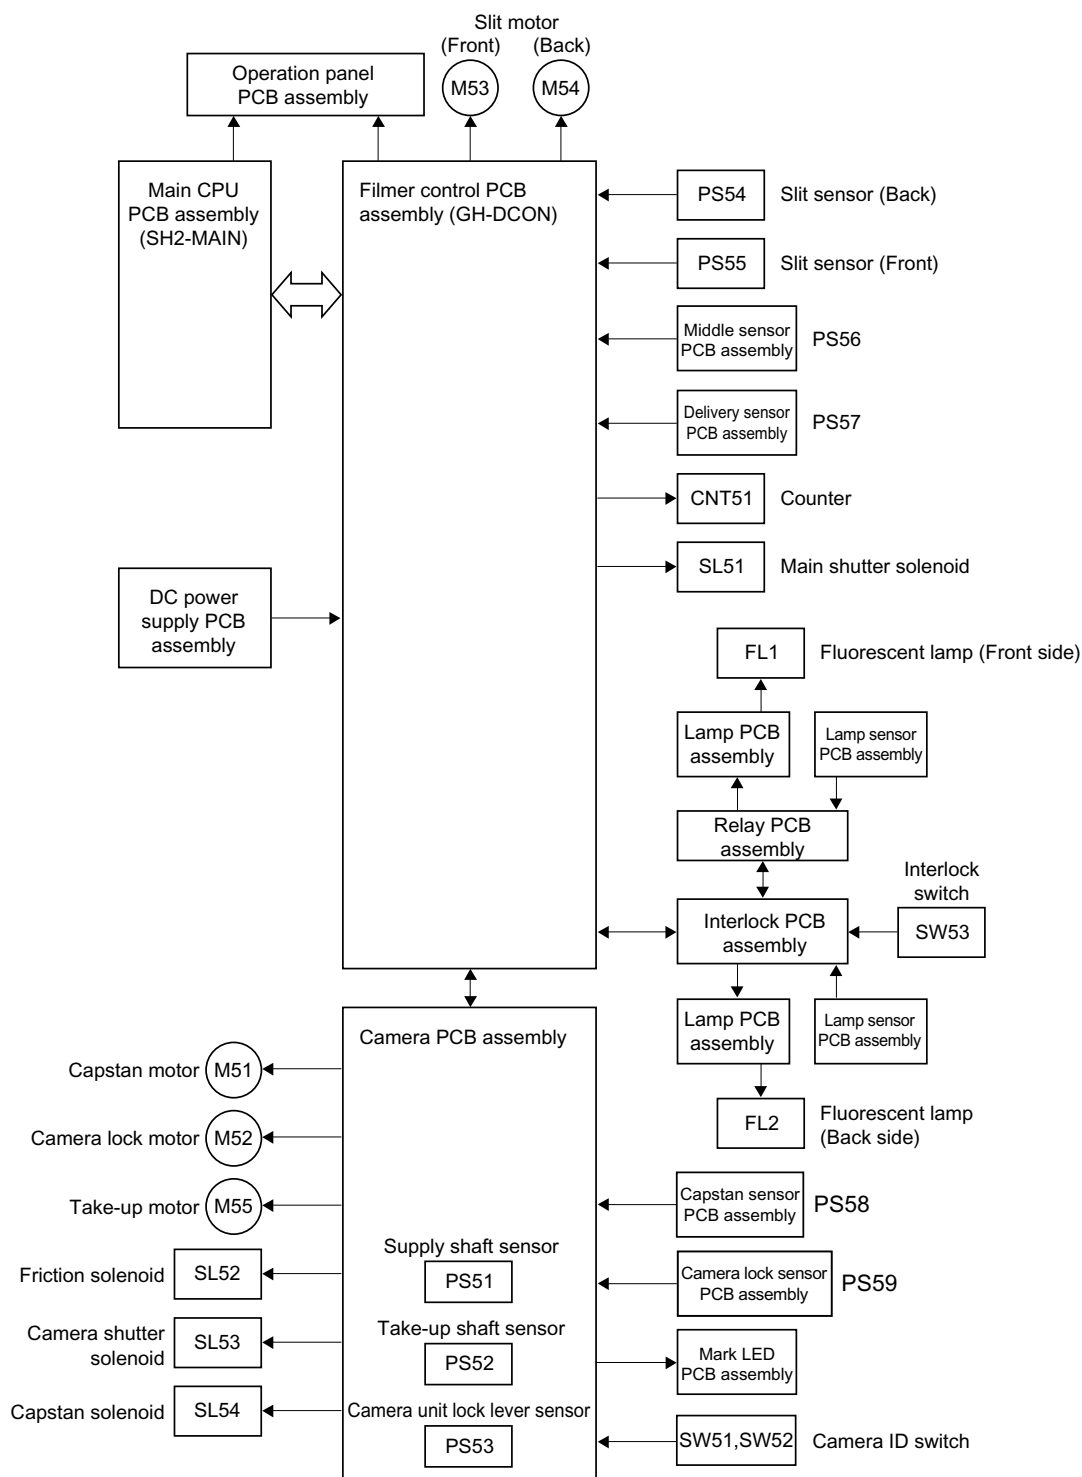 Slit motor
(Front) (Back)
M53 M54
Operation panel
PCB assembly
Main CPU
PCB assembly
(SH2-MAIN)
Filmer control PCB
assembly (GH-DCON)
PS54 Slit sensor (Back)
PS55 Slit sensor (Front)
Middle sensor
PCB assembly
PS56
Delivery sensor
PCB assembly
PS57
CNT51 Counter
SL51 Main shutter solenoid
DC power
supply PCB
assembly
FL1 Fluorescent lamp (Front side)
Lamp PCB
assembly
Lamp sensor
PCB assembly
Relay PCB
assembly
Interlock
switch
Interlock PCB
assembly
SW53
Lamp PCB
assembly
Lamp sensor
PCB assembly
FL2
Fluorescent lamp
(Back side)
Camera PCB assembly
Capstan motor M51
Camera lock motor M52
Take-up motor M55
Friction solenoid SL52
Camera shutter
solenoid
SL53
Capstan solenoid SL54
Supply shaft sensor
PS51
Take-up shaft sensor
PS52
Camera unit lock lever sensor
PS53
Capstan sensor
PCB assembly
PS58
Camera lock sensor
PCB assembly
PS59
Mark LED
PCB assembly
SW51,SW52 Camera ID switch